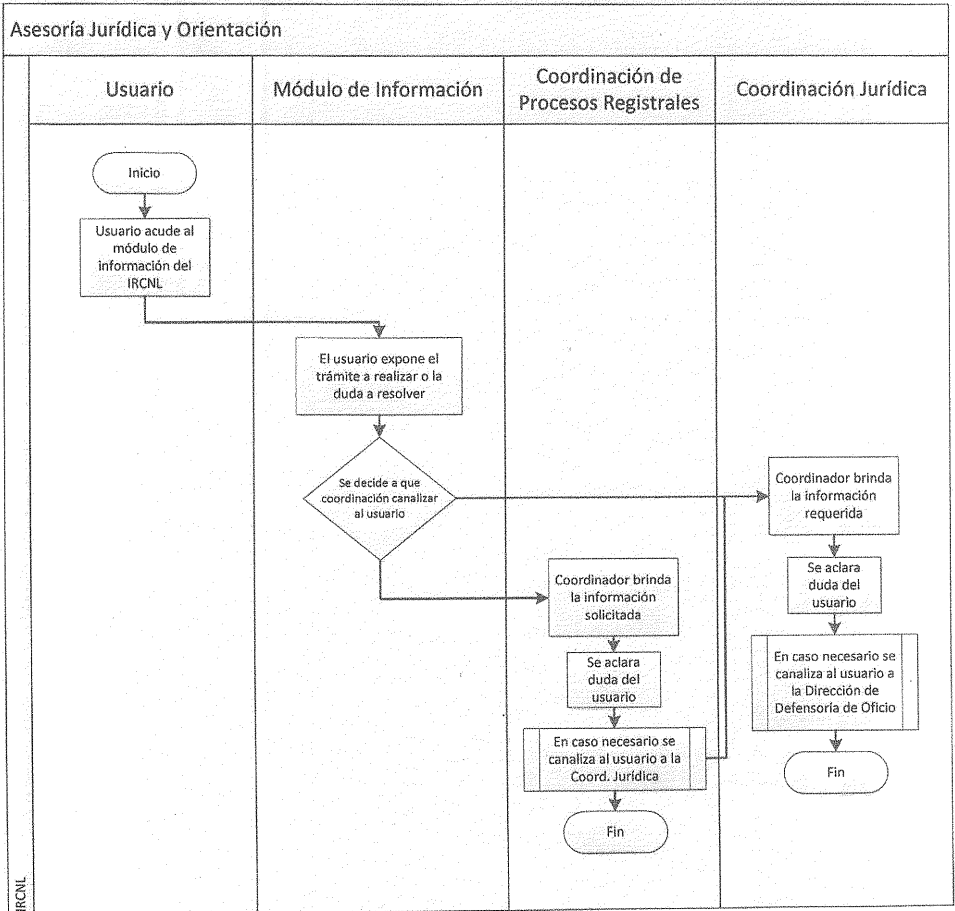 Asesoría Jurídica y Orientación
Usuario
Módulo de Información
Coordinación de
Procesos Registrales
Coordinación Jurídica
Inicio
Usuario acude al
módulo de
información del
IRCNL
El usuario expone el
trámite a realizar o la
duda a resolver
Se decide a que
coordinación canalizar
al usuario
Coordinador brinda
la información
solicitada
Se aclara
duda del
usuario
En caso necesario se
canaliza al usuario a la
Coord. Jurídica
Fin
Coordinador brinda
la información
requerida
Se aclara
duda del
usuario
En caso necesario se
canaliza al usuario a
la Dirección de
Defensoría de Oficio
Fin
IRCNL